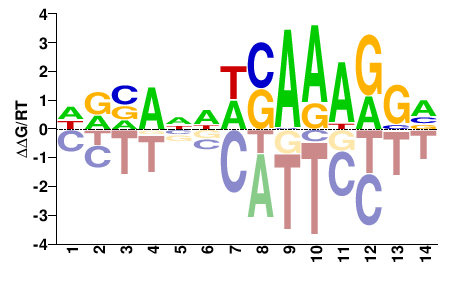 4
3
2
1
0
-1
-2
-3
-4
ΔΔG/RT
A T C
G A T C
C G A T
A T
A T G
A T C
T A C
C G T A
A G T
A G C T
A T G C
G A T C
G C T
A C G T
1 2 3 4 5 6 7 8 9 10 11 12 13 14